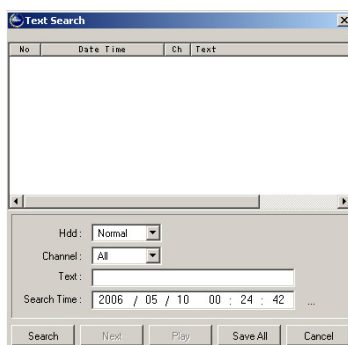 Text Search
No Date Time Ch Text
Hdd : Normal
Channel : All
Text :
Search Time : 2006 / 05 / 10 00 : 24 : 42 ...
Search Next Play Save All Cancel